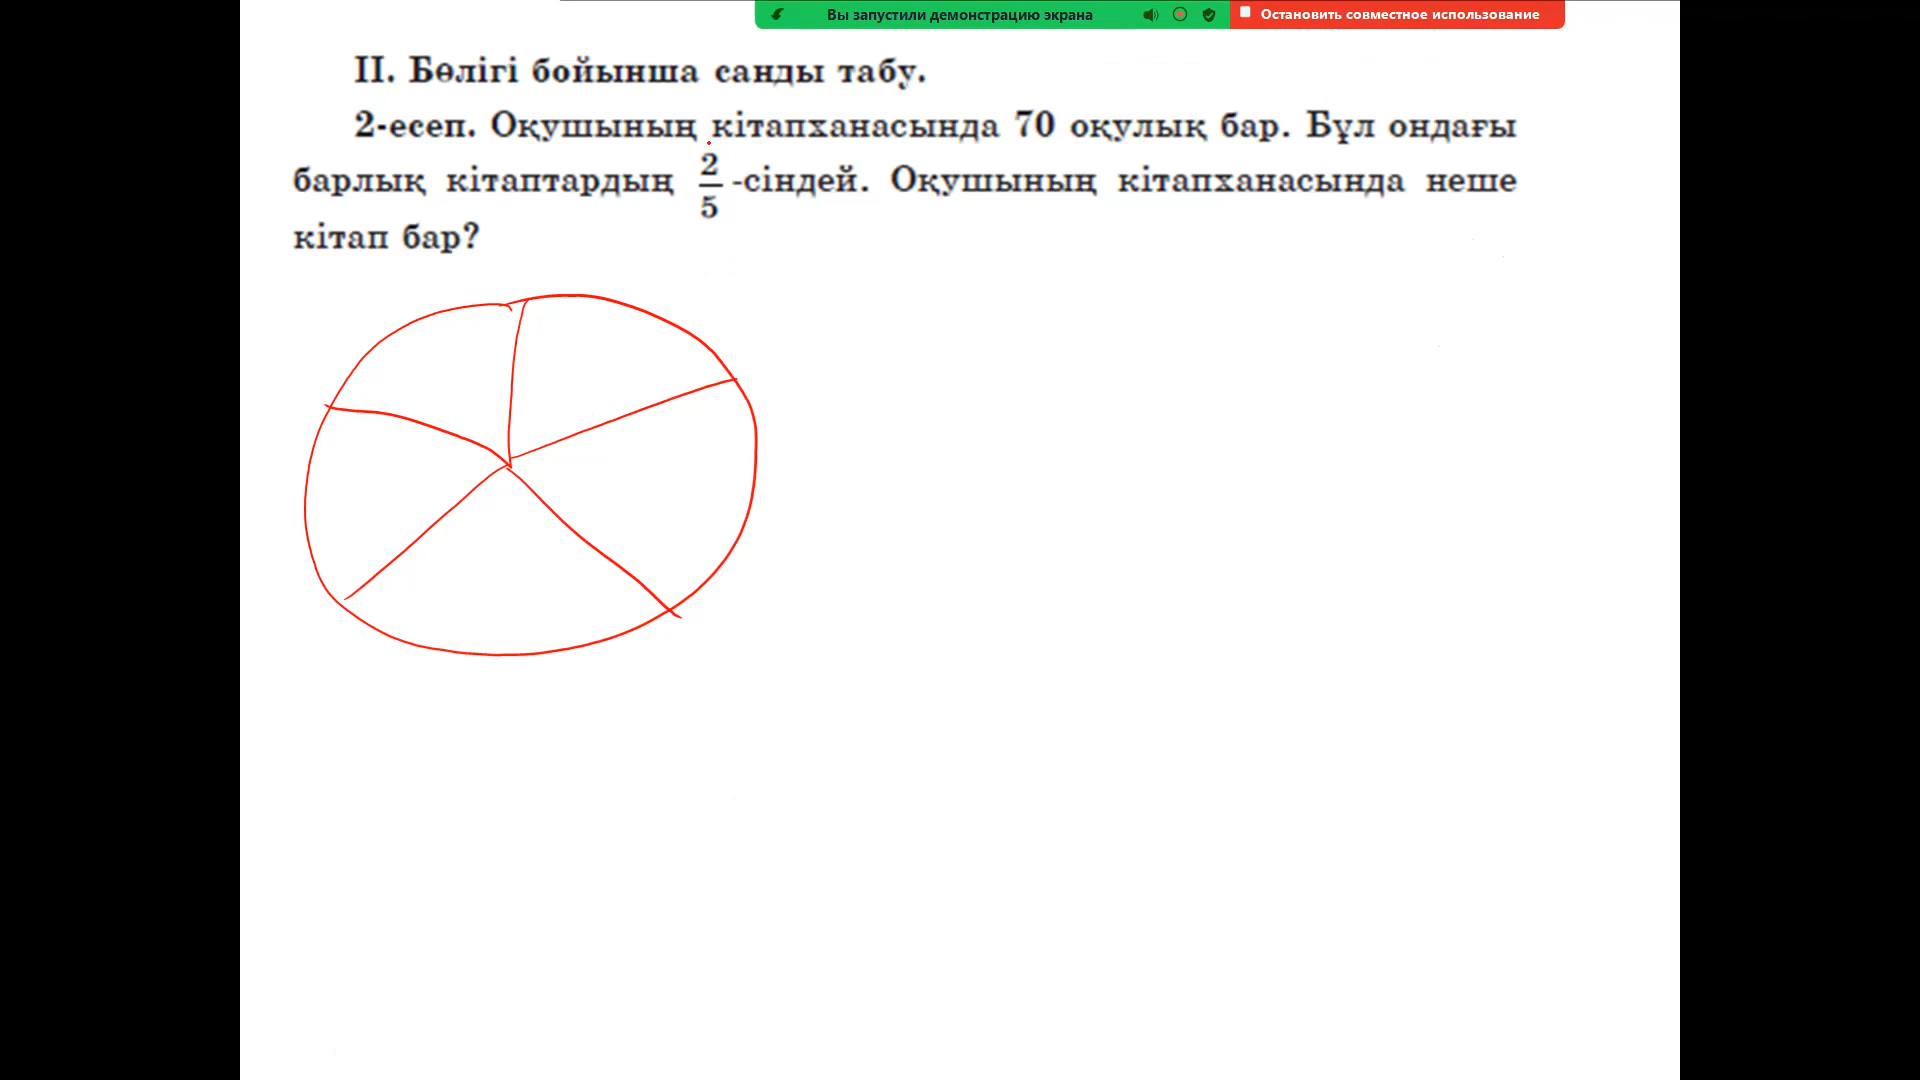 Вы запустили демонстрацию экрана
Остановить совместное использование
II. Бөлігі бойынша санды табу.
2-есеп. Оқушының кітапханасында 70 оқулық бар. Бұл ондағы
барлық кітаптардың 2/5 -сіндей. Оқушының кітапханасында неше
кітап бар?